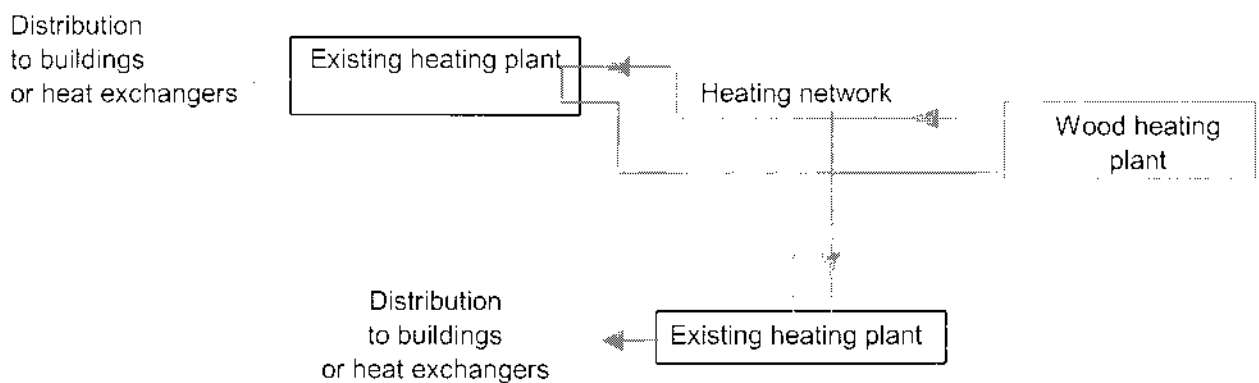 Distribution
to buildings
or heat exchangers
Existing heating plant
Heating network
Wood heating
plant
Distribution
to buildings
or heat exchangers
Existing heating plant